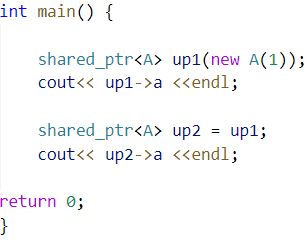 int main() {
shared_ptr<A> up1(new A(1));
cout<< up1->a <<endl;
shared_ptr<A> up2 = up1;
cout<< up2->a <<endl;
return 0;
}